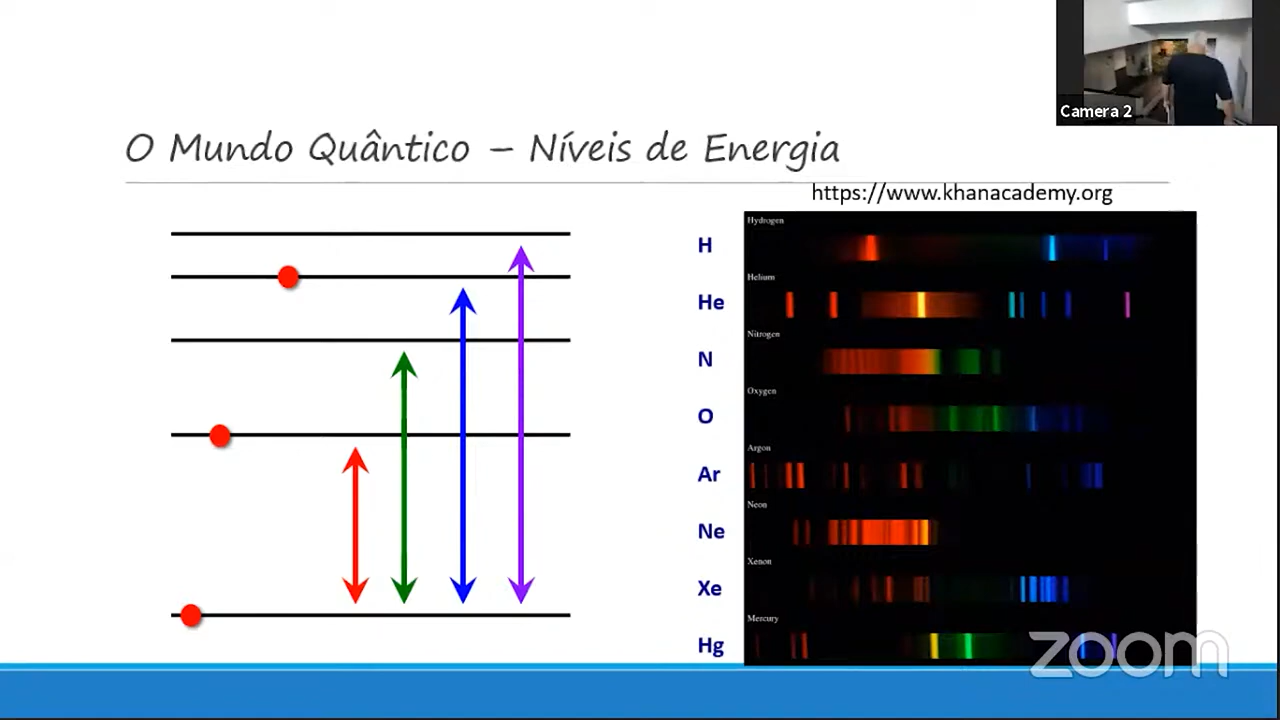 Camera 2
O Mundo Quântico – Níveis de Energia
https://www.khanacademy.org
Hydrogen
H
Helium
He
Nitrogen
N
Oxygen
O
Argon
Ar
Neon
Ne
Xenon
Xe
Mercury
Hg
zoom